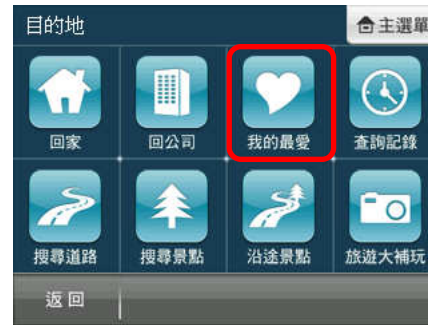 目的地 主選單
回家 回公司 我的最愛 查詢記錄
搜尋道路 搜尋景點 沿途景點 旅遊大補玩
返回